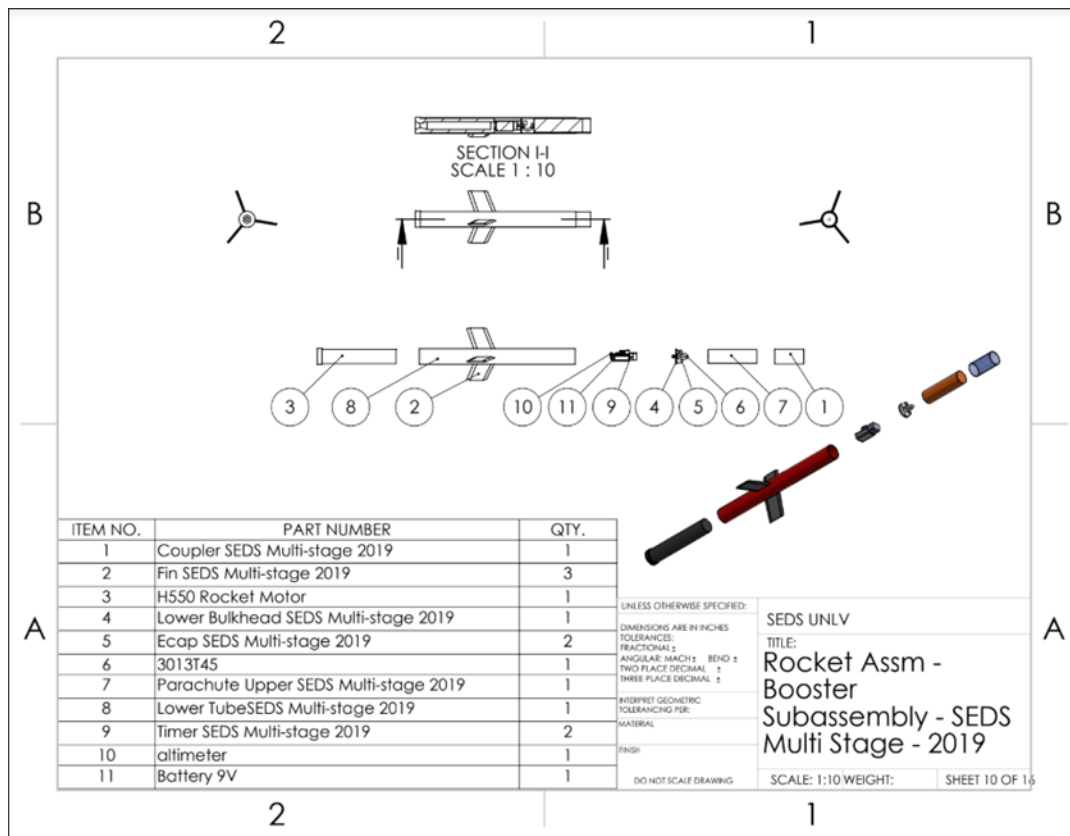 2 1
SECTION I-I
SCALE 1 : 10
B B
I I
3 8 2 10 11 9 4 5 6 7 1
ITEM NO. PART NUMBER QTY.
1 Coupler SEDS Multi-stage 2019 1
2 Fin SEDS Multi-stage 2019 3
3 H550 Rocket Motor 1
4 Lower Bulkhead SEDS Multi-stage 2019 1
5 Ecap SEDS Multi-stage 2019 2
6 3013T45 1
7 Parachute Upper SEDS Multi-stage 2019 1
8 Lower TubeSEDS Multi-stage 2019 1
9 Timer SEDS Multi-stage 2019 2
10 altimeter 1
11 Battery 9V 1
A A
UNLESS OTHERWISE SPECIFIED:
DIMENSIONS ARE IN INCHES
TOLERANCES:
FRACTIONAL ±
ANGULAR: MACH ± BEND ±
TWO PLACE DECIMAL ±
THREE PLACE DECIMAL ±
INTERPRET GEOMETRIC
TOLERANCING PER:
MATERIAL
FINISH
DO NOT SCALE DRAWING
SEDS UNLV
TITLE:
Rocket Assm -
Booster
Subassembly - SEDS
Multi Stage - 2019
SCALE: 1:10 WEIGHT: SHEET 10 OF 16
2 1